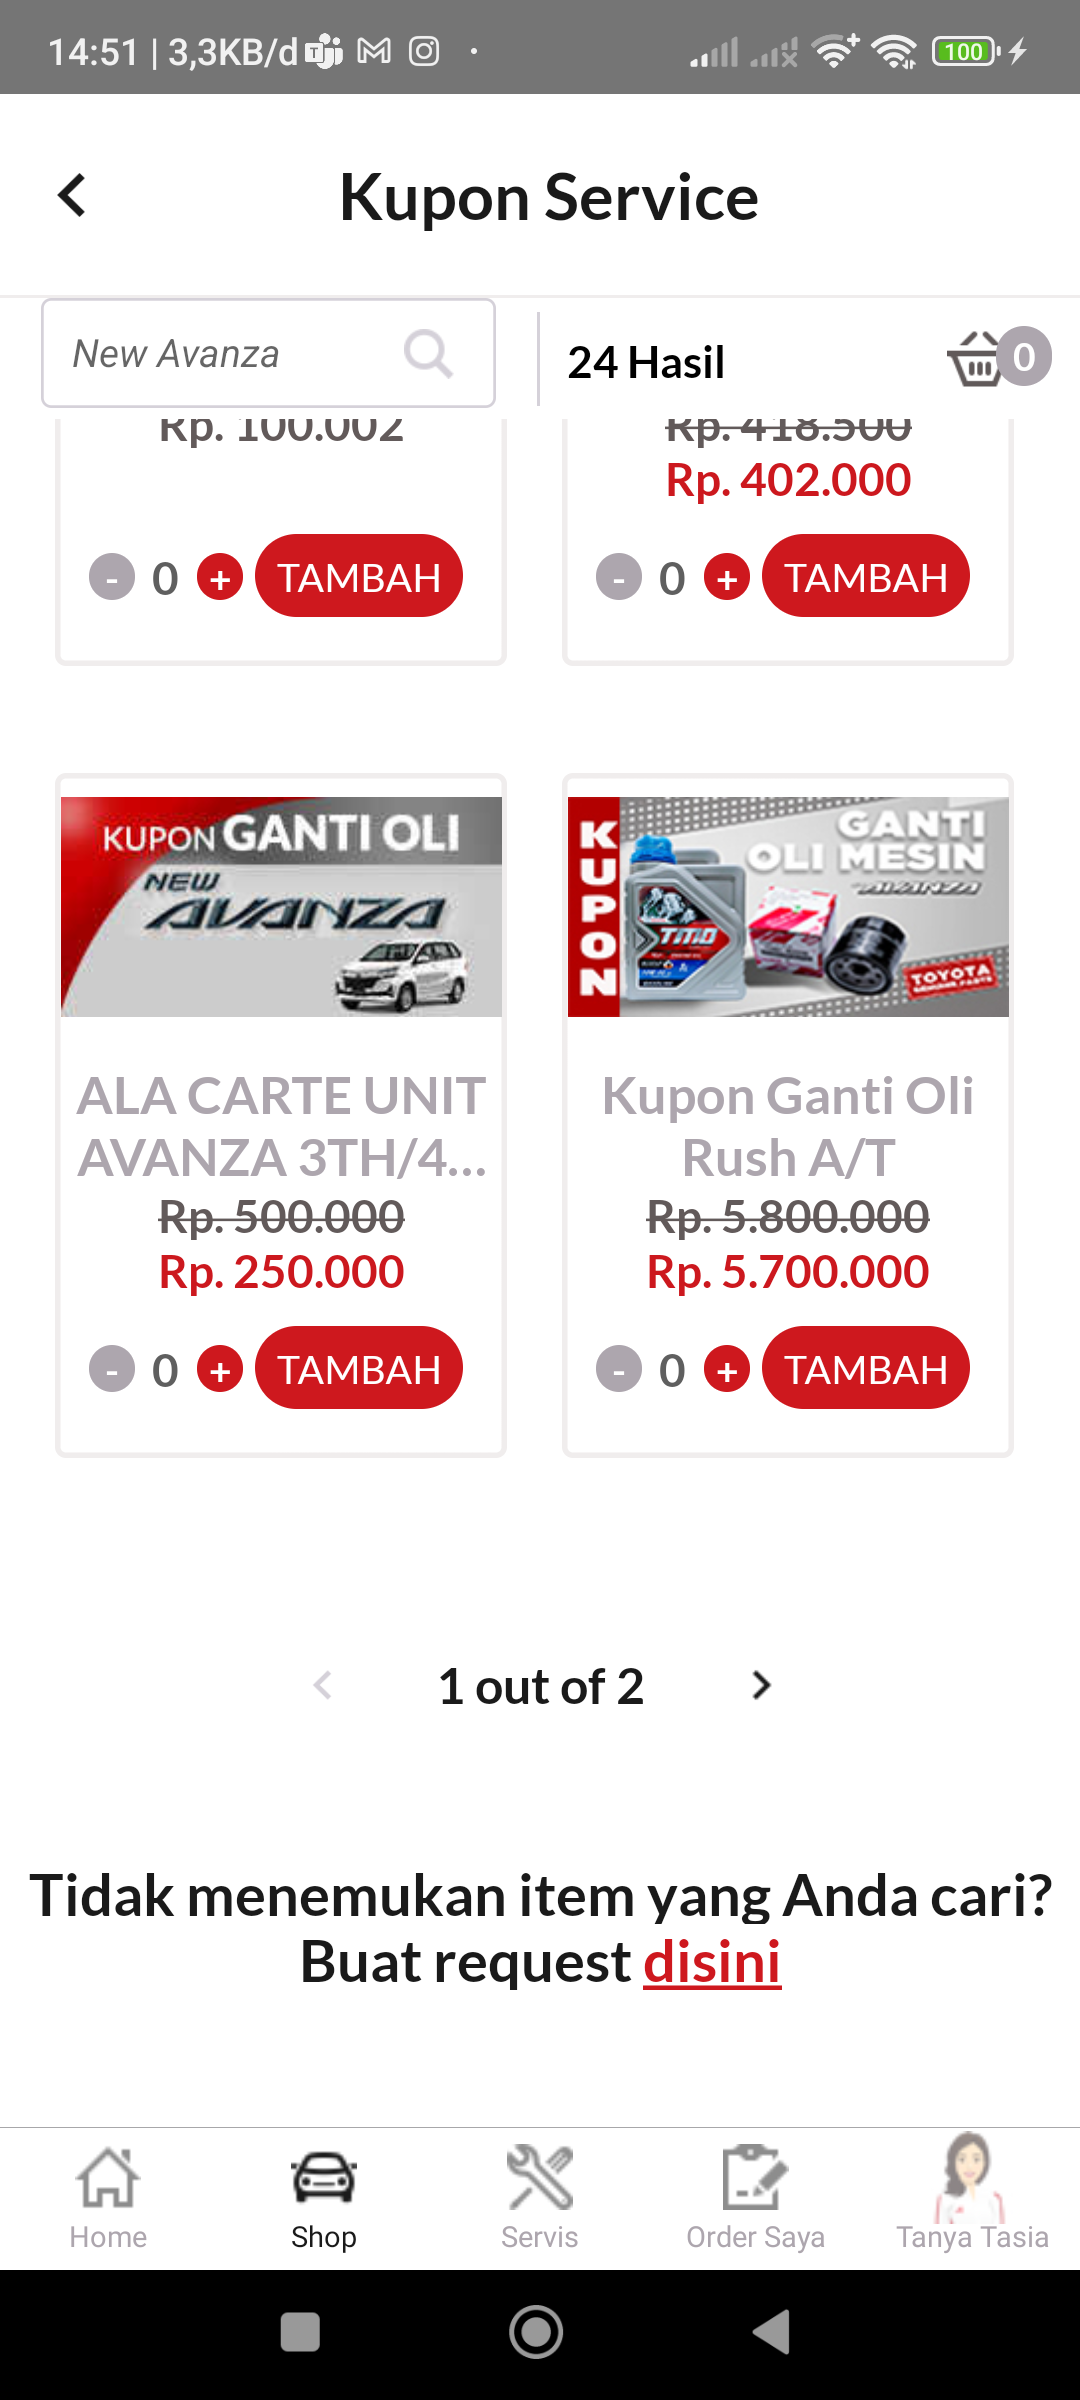 14:51 | 3,3KB/d
100
Kupon Service
New Avanza
24 Hasil
0
Rp. 100.002
Rp. 418.500
Rp. 402.000
- 0 + TAMBAH
- 0 + TAMBAH
KUPON GANTI OLI
NEW
AVANZA
KUPON
GANTI
OLI MESIN
AVANZA
TMO
TOYOTA
GENUINE PARTS
ALA CARTE UNIT
AVANZA 3TH/4...
Rp. 500.000
Rp. 250.000
- 0 + TAMBAH
Kupon Ganti Oli
Rush A/T
Rp. 5.800.000
Rp. 5.700.000
- 0 + TAMBAH
1 out of 2
Tidak menemukan item yang Anda cari?
Buat request disini
Home
Shop
Servis
Order Saya
Tanya Tasia